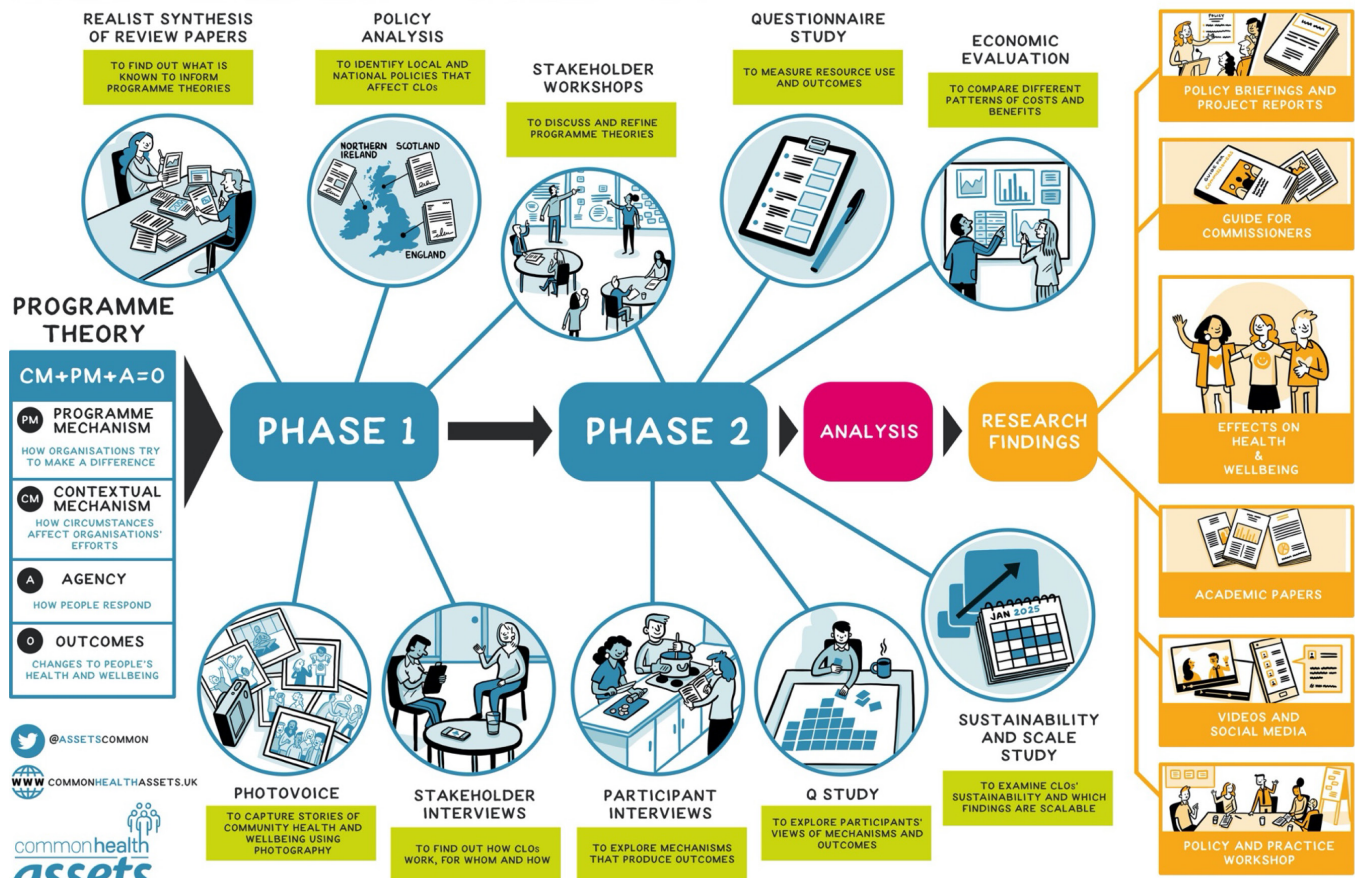 REALIST SYNTHESIS
OF REVIEW PAPERS
TO FIND OUT WHAT IS
KNOWN TO INFORM
PROGRAMME THEORIES
POLICY
ANALYSIS
TO IDENTIFY LOCAL AND
NATIONAL POLICIES THAT
AFFECT CLOs
NORTHERN
IRELAND
SCOTLAND
ENGLAND
STAKEHOLDER
WORKSHOPS
TO DISCUSS AND REFINE
PROGRAMME THEORIES
QUESTIONNAIRE
STUDY
TO MEASURE RESOURCE USE
AND OUTCOMES
ECONOMIC
EVALUATION
TO COMPARE DIFFERENT
PATTERNS OF COSTS AND
BENEFITS
PROGRAMME
THEORY
CM+PM+A=O
PM PROGRAMME
MECHANISM
HOW ORGANISATIONS TRY
TO MAKE A DIFFERENCE
CM CONTEXTUAL
MECHANISM
HOW CIRCUMSTANCES
AFFECT ORGANISATIONS'
EFFORTS
A AGENCY
HOW PEOPLE RESPOND
O OUTCOMES
CHANGES TO PEOPLE'S
HEALTH AND WELLBEING
PHASE 1
PHASE 2
ANALYSIS
RESEARCH
FINDINGS
PHOTOVOICE
TO CAPTURE STORIES OF
COMMUNITY HEALTH AND
WELLBEING USING
PHOTOGRAPHY
STAKEHOLDER
INTERVIEWS
TO FIND OUT HOW CLOs
WORK, FOR WHOM AND HOW
PARTICIPANT
INTERVIEWS
TO EXPLORE MECHANISMS
THAT PRODUCE OUTCOMES
Q STUDY
TO EXPLORE PARTICIPANTS'
VIEWS OF MECHANISMS AND
OUTCOMES
JAN 2025
SUSTAINABILITY
AND SCALE
STUDY
TO EXAMINE CLOs'
SUSTAINABILITY AND WHICH
FINDINGS ARE SCALABLE
POLICY
POLICY BRIEFINGS AND
PROJECT REPORTS
GUIDE FOR
COMMISSIONERS
GUIDE FOR
COMMISSIONERS
EFFECTS ON
HEALTH
&
WELLBEING
ACADEMIC PAPERS
VIDEOS AND
SOCIAL MEDIA
POLICY AND PRACTICE
WORKSHOP
@ASSETSCOMMON
WWW COMMONHEALTHASSETS.UK
commonhealth
assets